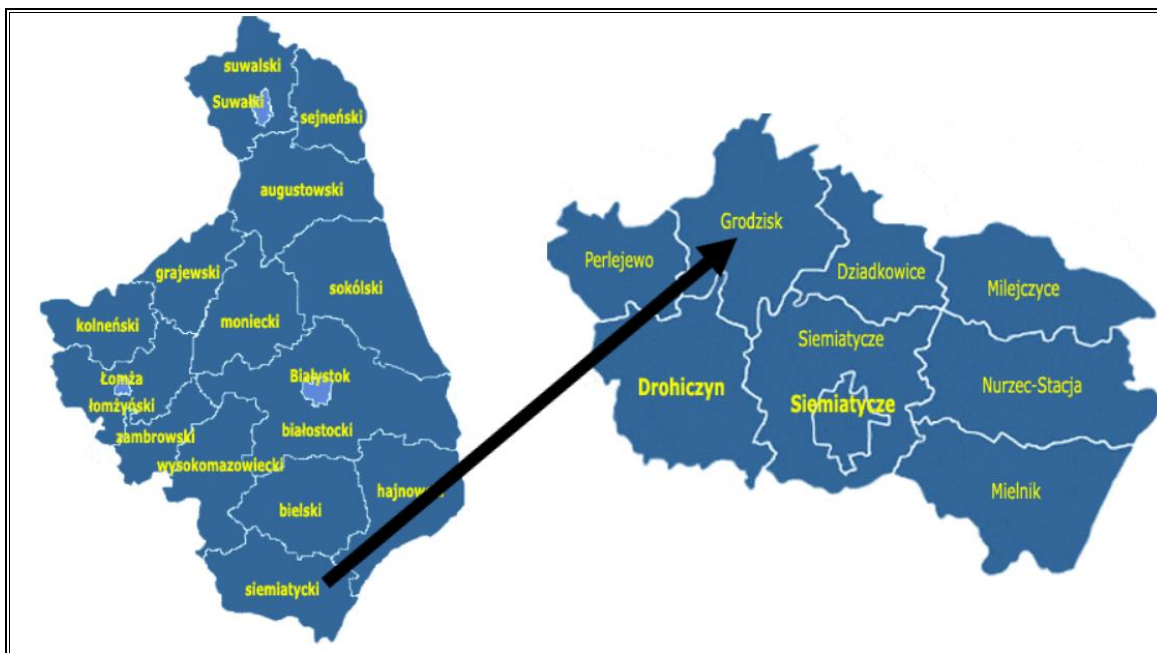 suwalski
Suwałki
sejneński
augustowski
grajewski
sokólski
kolneński
moniecki
Łomża
łomżyński
Białystok
białostocki
zambrowski
wysokomazowiecki
bielski
siemiatycki
Grodzisk
Perlejewo
Dziadkowice
Milejczyce
Siemiatycze
Drohiczyn
Siemiatycze
Nurzec-Stacja
Mielnik